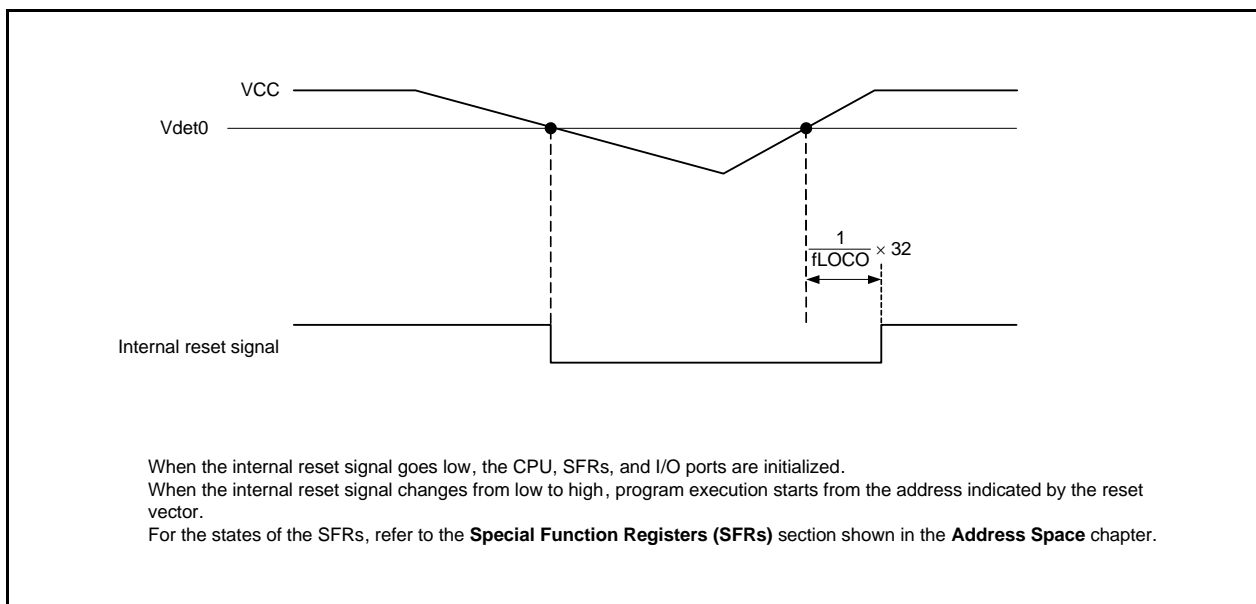 VCC
Vdet0
1
fLOCO
× 32
Internal reset signal
When the internal reset signal goes low, the CPU, SFRs, and I/O ports are initialized.
When the internal reset signal changes from low to high, program execution starts from the address indicated by the reset
vector.
For the states of the SFRs, refer to the Special Function Registers (SFRs) section shown in the Address Space chapter.